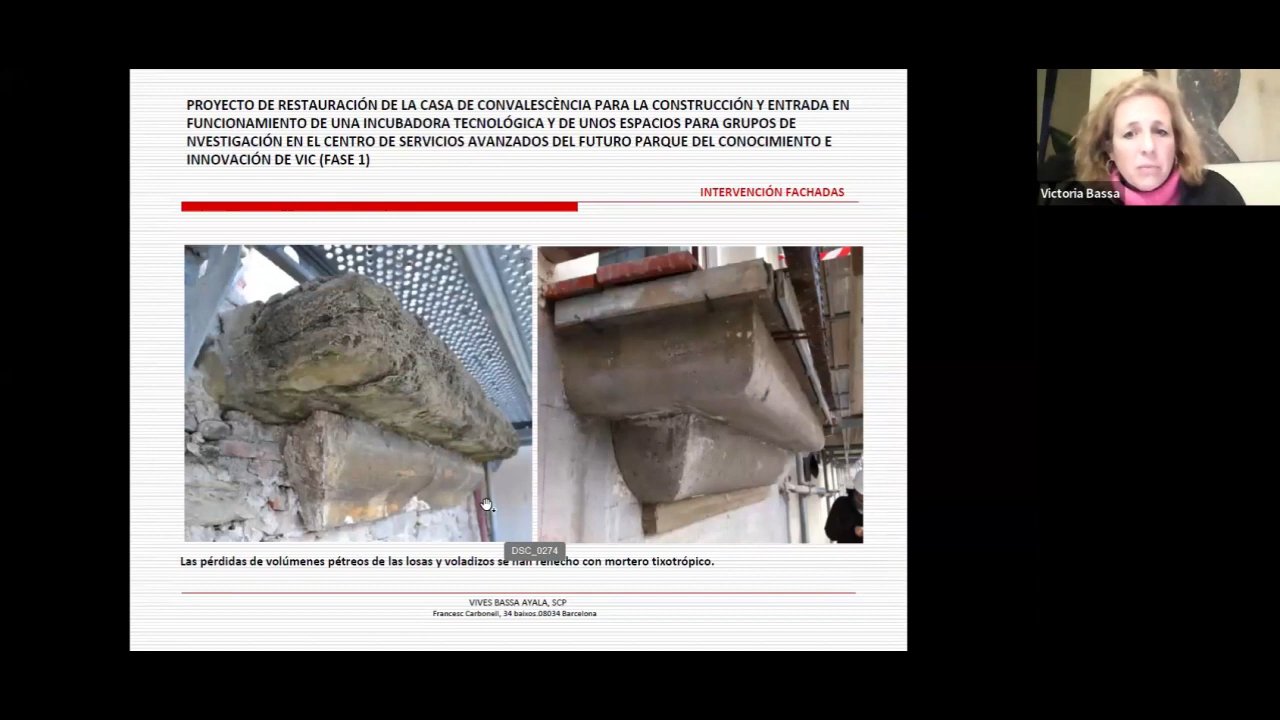 PROYECTO DE RESTAURACIÓN DE LA CASA DE CONVALESCÈNCIA PARA LA CONSTRUCCIÓN Y ENTRADA EN
FUNCIONAMIENTO DE UNA INCUBADORA TECNOLÓGICA Y DE UNOS ESPACIOS PARA GRUPOS DE
NVESTIGACIÓN EN EL CENTRO DE SERVICIOS AVANZADOS DEL FUTURO PARQUE DEL CONOCIMIENTO E
INNOVACIÓN DE VIC (FASE 1)
Victoria Bassa
INTERVENCIÓN FACHADAS
DSC_0274
Las pérdidas de volúmenes pétreos de las losas y voladizos se han rehecho con mortero tixotrópico.
VIVES BASSA AYALA, SCP
Francesc Carbonell, 34 baixos.08034 Barcelona